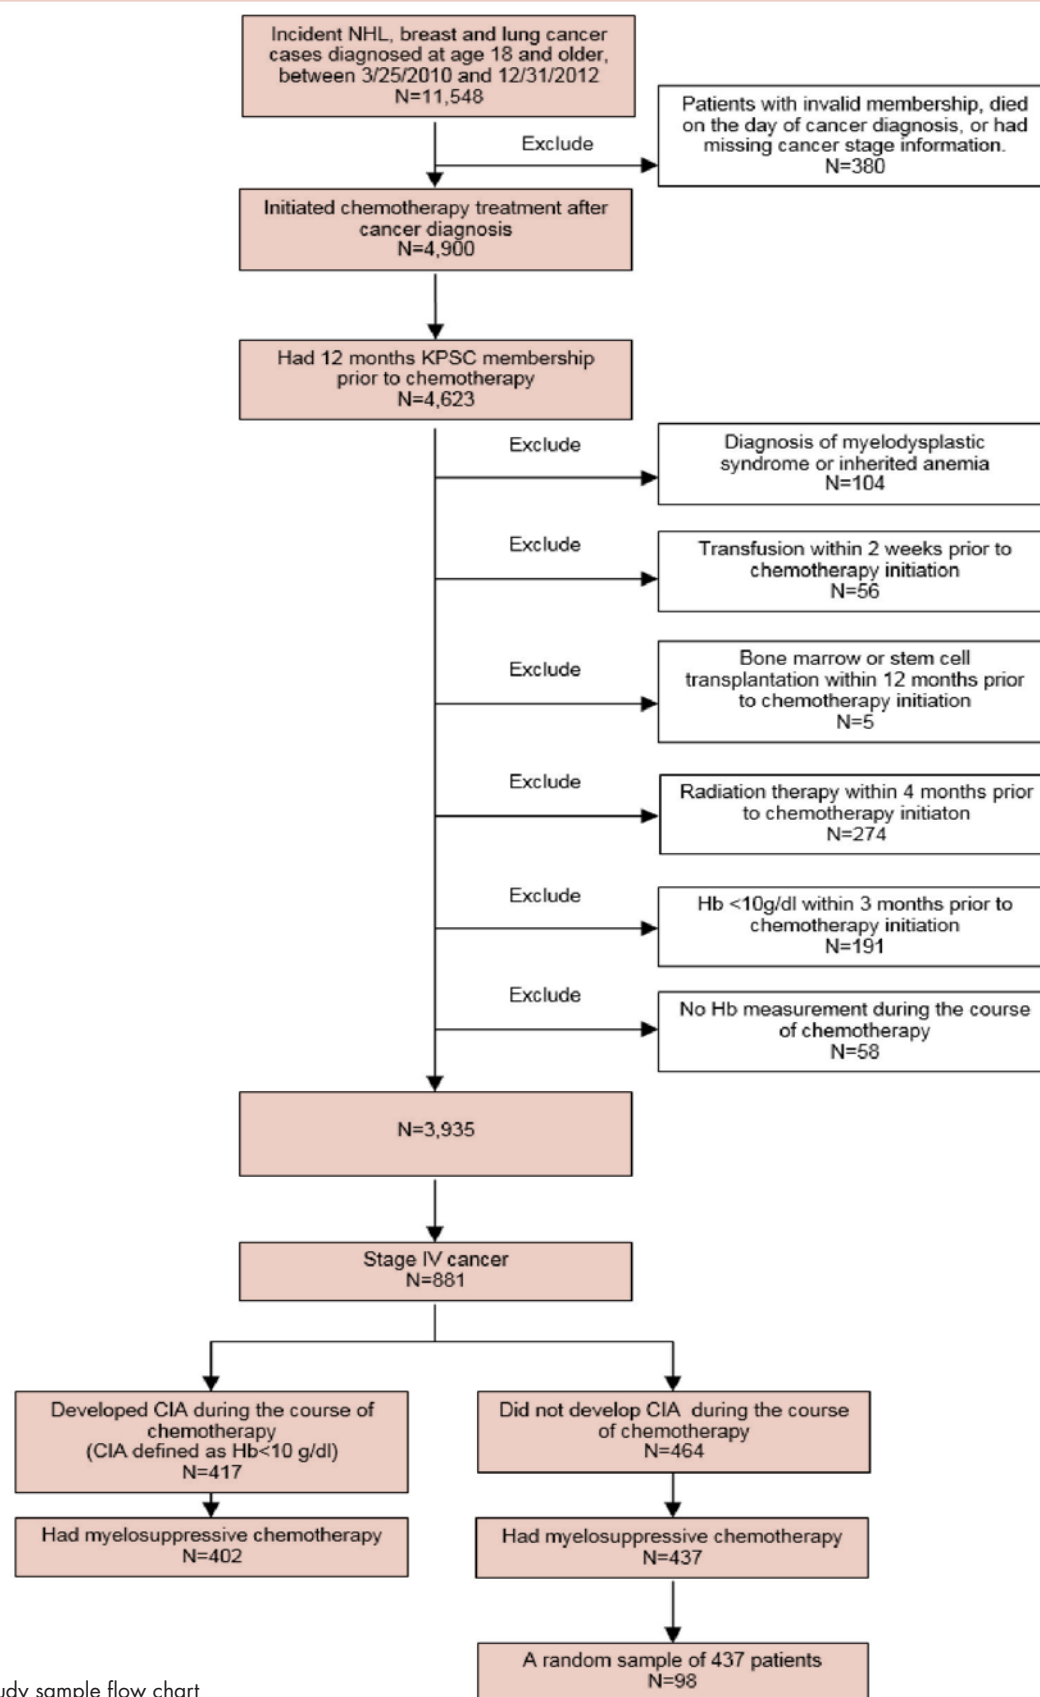 Incident NHL, breast and lung cancer
cases diagnosed at age 18 and older,
between 3/25/2010 and 12/31/2012
N=11,548
Exclude
Patients with invalid membership, died
on the day of cancer diagnosis, or had
missing cancer stage information.
N=380
Initiated chemotherapy treatment after
cancer diagnosis
N=4,900
Had 12 months KPSC membership
prior to chemotherapy
N=4,623
Exclude
Diagnosis of myelodysplastic
syndrome or inherited anemia
N=104
Exclude
Transfusion within 2 weeks prior to
chemotherapy initiation
N=56
Exclude
Bone marrow or stem cell
transplantation within 12 months prior
to chemotherapy initiation
N=5
Exclude
Radiation therapy within 4 months prior
to chemotherapy initiaton
N=274
Exclude
Hb <10g/dl within 3 months prior to
chemotherapy initiation
N=191
Exclude
No Hb measurement during the course
of chemotherapy
N=58
N=3,935
Stage IV cancer
N=881
Developed CIA during the course of
chemotherapy
(CIA defined as Hb<10 g/dl)
N=417
Did not develop CIA during the course
of chemotherapy
N=464
Had myelosuppressive chemotherapy
N=402
Had myelosuppressive chemotherapy
N=437
A random sample of 437 patients
N=98
sample flow chart